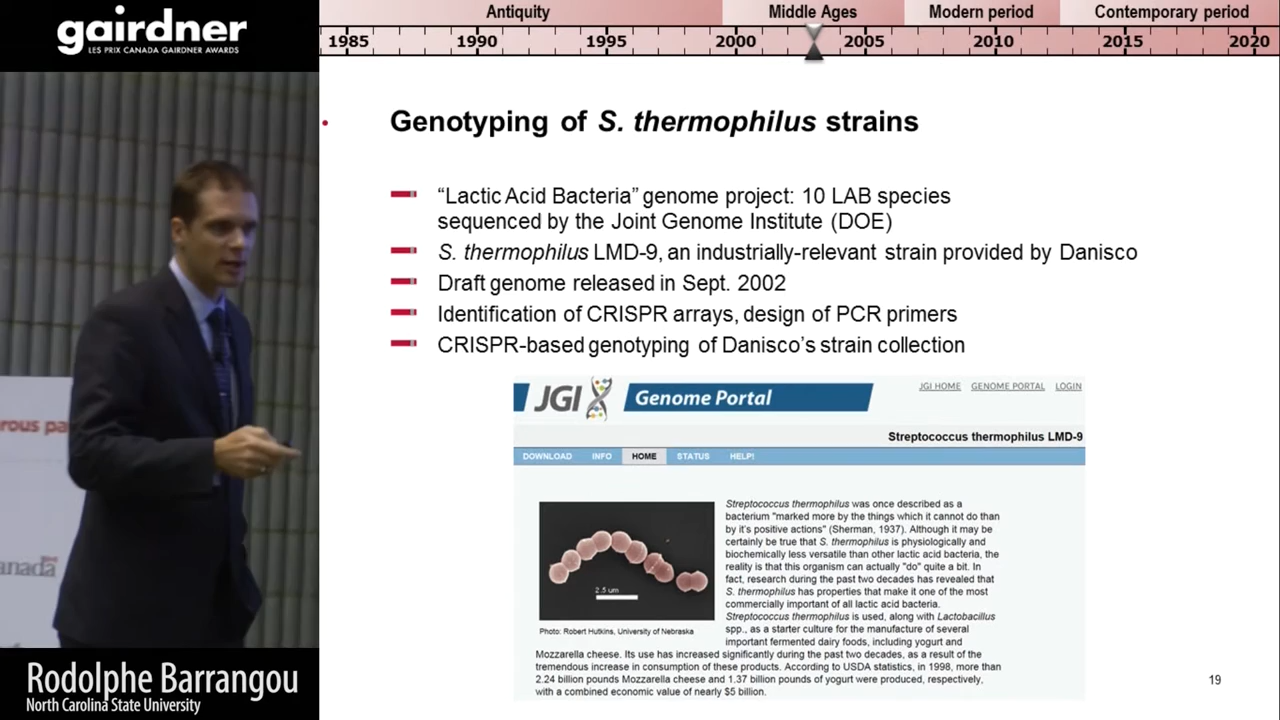 gairdner
LES PRIX CANADA GAIRDNER AWARDS
Antiquity Middle Ages Modern period Contemporary period
1985 1990 1995 2000 2005 2010 2015 2020
Genotyping of S. thermophilus strains
“Lactic Acid Bacteria” genome project: 10 LAB species
sequenced by the Joint Genome Institute (DOE)
S. thermophilus LMD-9, an industrially-relevant strain provided by Danisco
Draft genome released in Sept. 2002
Identification of CRISPR arrays, design of PCR primers
CRISPR-based genotyping of Danisco’s strain collection
JGI Genome Portal
JGI HOME GENOME PORTAL LOGIN
Streptococcus thermophilus LMD-9
DOWNLOAD INFO HOME STATUS HELP!
Streptococcus thermophilus was once described as a
bacterium "marked more by the things which it cannot do than
by it's positive actions" (Sherman, 1937). Although it may be
certainly be true that S. thermophilus is physiologically and
biochemically less versatile than other lactic acid bacteria, the
reality is that this organism can actually "do" quite a bit. In
fact, research during the past two decades has revealed that
S. thermophilus has properties that make it one of the most
commercially important of all lactic acid bacteria.
Streptococcus thermophilus is used, along with Lactobacillus
spp., as a starter culture for the manufacture of several
important fermented dairy foods, including yogurt and
Mozzarella cheese. Its use has increased significantly during the past two decades, as a result of the
tremendous increase in consumption of these products. According to USDA statistics, in 1998, more than
2.24 billion pounds Mozzarella cheese and 1.37 billion pounds of yogurt were produced, respectively,
with a combined economic value of nearly $5 billion.
2.5 um
Photo: Robert Hutkins, University of Nebraska
rous pa
anada
Rodolphe Barrangou
North Carolina State University
19